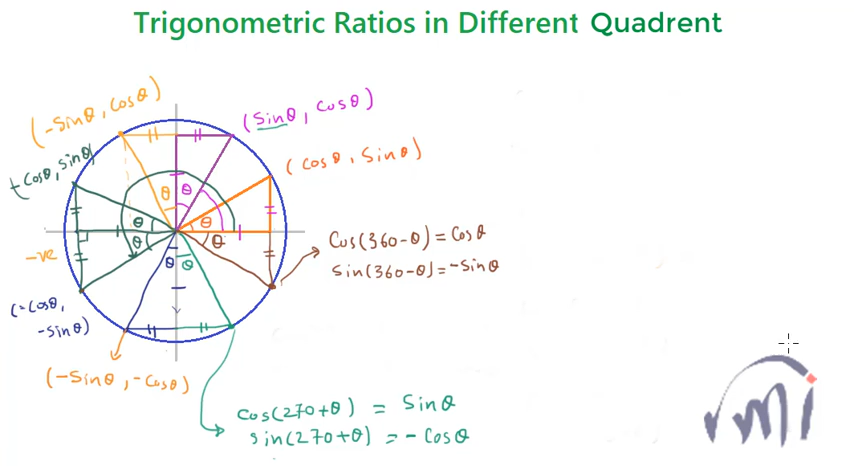 Trigonometric Ratios in Different Quadrent
(-Sinθ, Cosθ)
(Sinθ, Cosθ)
(Cosθ, Sinθ)
(-Cosθ, Sinθ)
θ
θ
θ
θ
θ
θ
θ
θ
-ve
Cos(360-θ) = Cosθ
Sin(360-θ) = -Sinθ
(-Cosθ,
-Sinθ)
(-Sinθ, -Cosθ)
Cos(270+θ) = Sinθ
Sin(270+θ) = - Cosθ
rmi